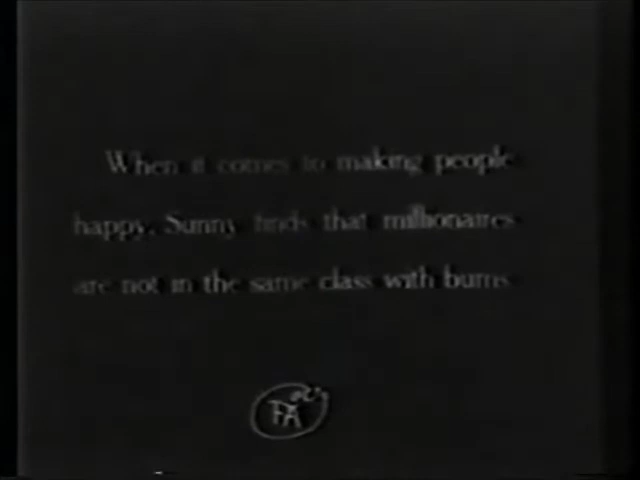 When it comes to making people
happy, Sunny finds that millionaires
are not in the same class with bums
PA